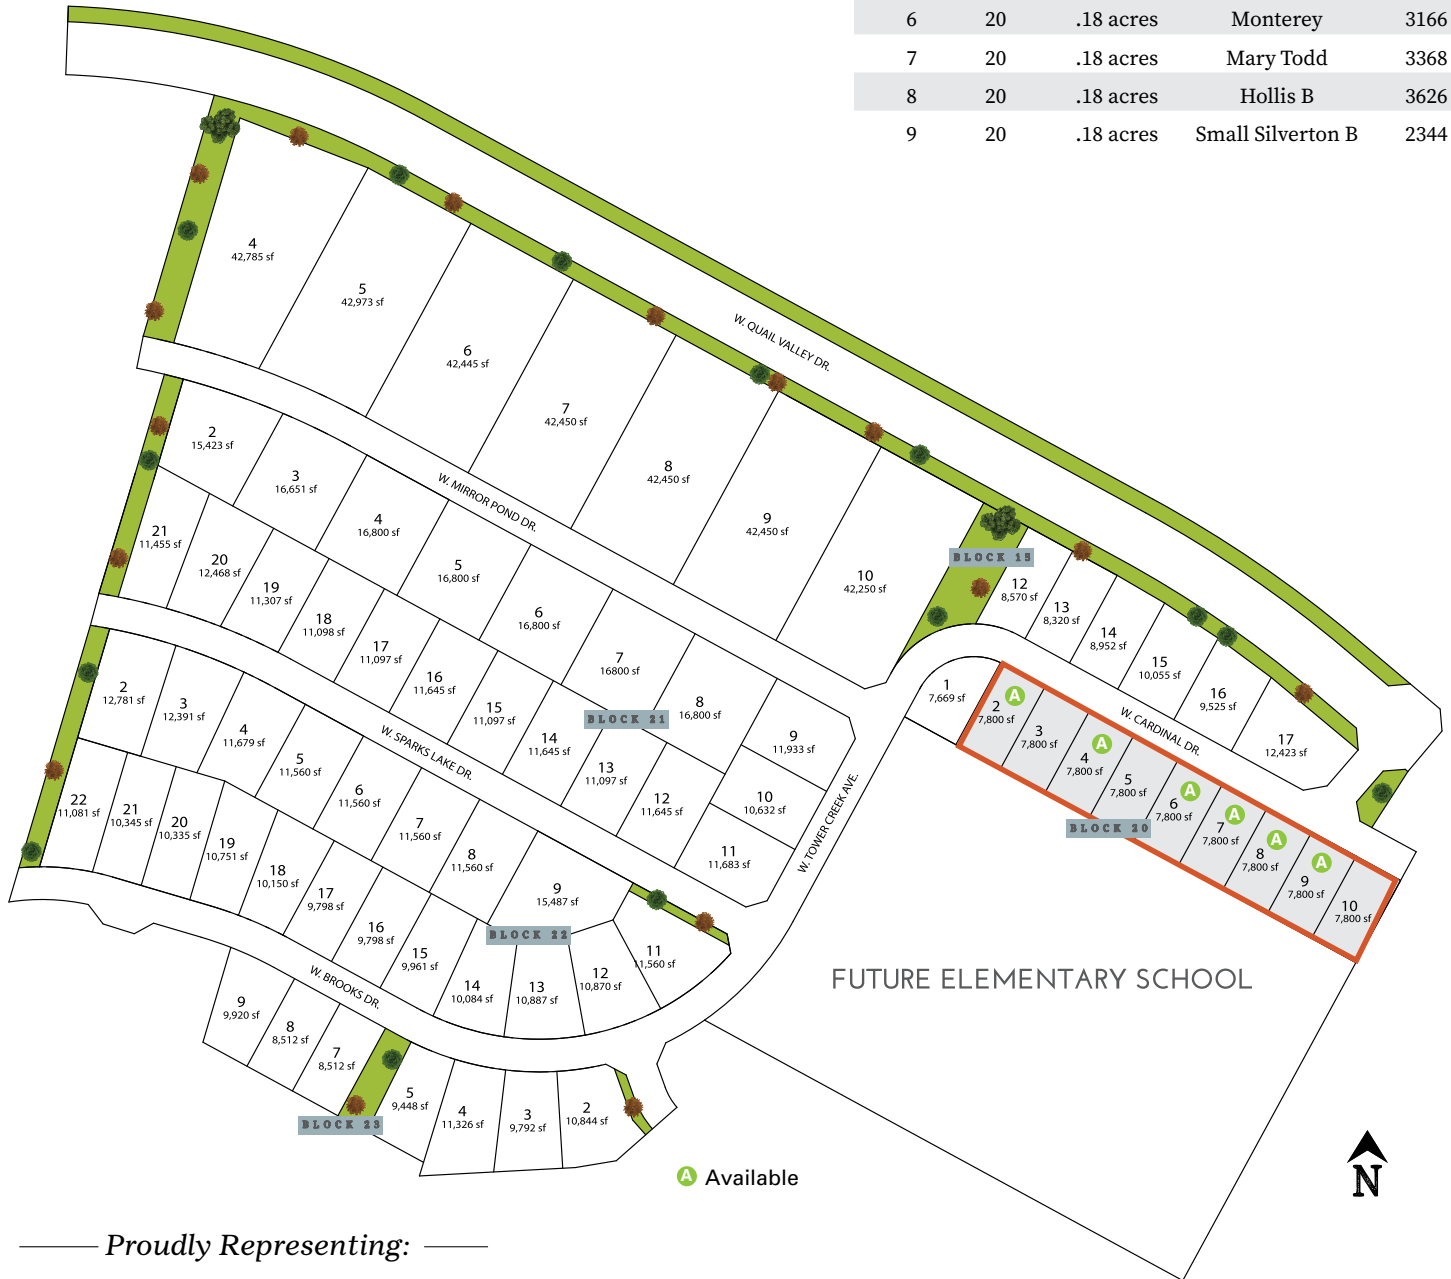 6 20 .18 acres Monterey 3166
7 20 .18 acres Mary Todd 3368
8 20 .18 acres Hollis B 3626
9 20 .18 acres Small Silverton B 2344
4
42,785 sf
5
42,973 sf
6
42,445 sf
7
42,450 sf
8
42,450 sf
9
42,450 sf
10
42,250 sf
W. QUAIL VALLEY DR.
BLOCK 15
12
8,570 sf
13
8,320 sf
14
8,952 sf
15
10,055 sf
16
9,525 sf
17
12,423 sf
W. MIRROR POND DR.
2
15,423 sf
3
16,651 sf
4
16,800 sf
5
16,800 sf
6
16,800 sf
7
16800 sf
8
16,800 sf
9
11,933 sf
10
10,632 sf
11
11,683 sf
12
11,645 sf
13
11,097 sf
14
11,645 sf
15
11,097 sf
16
11,645 sf
17
11,097 sf
18
11,098 sf
19
11,307 sf
20
12,468 sf
21
11,455 sf
BLOCK 21
W. SPARKS LAKE DR.
W. TOWER CREEK AVE.
W. CARDINAL DR.
1
7,669 sf
2
7,800 sf
A
3
7,800 sf
4
7,800 sf
A
5
7,800 sf
6
7,800 sf
A
7
7,800 sf
A
8
7,800 sf
A
9
7,800 sf
A
10
7,800 sf
BLOCK 20
2
12,781 sf
3
12,391 sf
4
11,679 sf
5
11,560 sf
6
11,560 sf
7
11,560 sf
8
11,560 sf
9
15,487 sf
11
11,560 sf
12
10,870 sf
13
10,887 sf
14
10,084 sf
15
9,961 sf
16
9,798 sf
17
9,798 sf
18
10,150 sf
19
10,751 sf
20
10,335 sf
21
10,345 sf
22
11,081 sf
BLOCK 22
W. BROOKS DR.
9
9,920 sf
8
8,512 sf
7
8,512 sf
5
9,448 sf
4
11,326 sf
3
9,792 sf
2
10,844 sf
BLOCK 23
FUTURE ELEMENTARY SCHOOL
A Available
N
Proudly Representing: